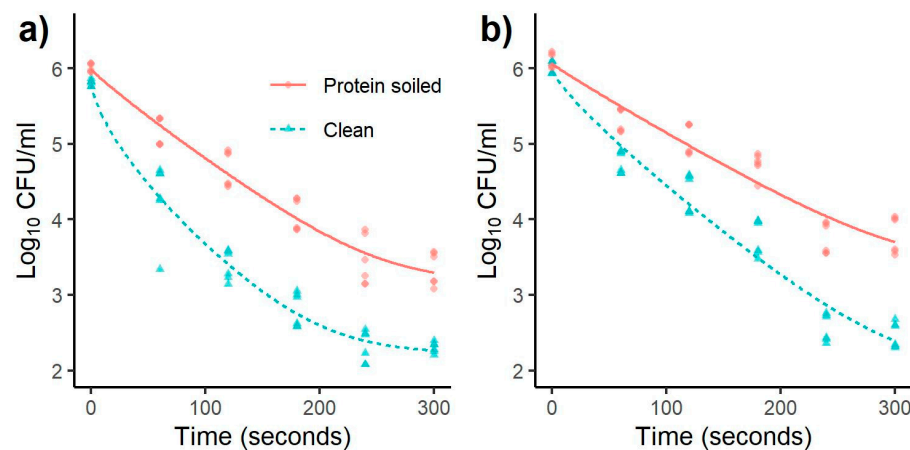 a)
6
5
4
3
2
Log10 CFU/ml
Protein soiled
Clean
0 100 200 300
Time (seconds)
b)
6
5
4
3
2
Log10 CFU/ml
0 100 200 300
Time (seconds)